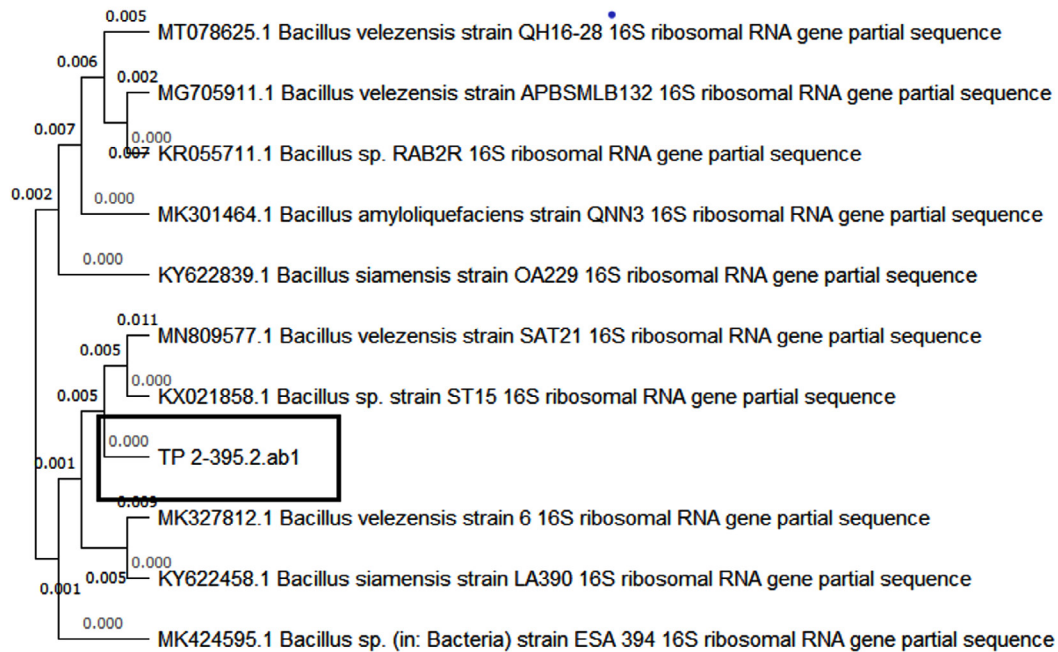 0.005
MT078625.1 Bacillus velezensis strain QH16-28 16S ribosomal RNA gene partial sequence
0.006
0.002
MG705911.1 Bacillus velezensis strain APBSMLB132 16S ribosomal RNA gene partial sequence
0.007
0.000
0.007
KR055711.1 Bacillus sp. RAB2R 16S ribosomal RNA gene partial sequence
0.002
0.000
MK301464.1 Bacillus amyloliquefaciens strain QNN3 16S ribosomal RNA gene partial sequence
0.000
KY622839.1 Bacillus siamensis strain OA229 16S ribosomal RNA gene partial sequence
0.011
MN809577.1 Bacillus velezensis strain SAT21 16S ribosomal RNA gene partial sequence
0.005
0.000
0.005
KX021858.1 Bacillus sp. strain ST15 16S ribosomal RNA gene partial sequence
0.000
TP 2-395.2.ab1
0.001
0.009
MK327812.1 Bacillus velezensis strain 6 16S ribosomal RNA gene partial sequence
0.000
0.005
KY622458.1 Bacillus siamensis strain LA390 16S ribosomal RNA gene partial sequence
0.001
0.000
MK424595.1 Bacillus sp. (in: Bacteria) strain ESA 394 16S ribosomal RNA gene partial sequence